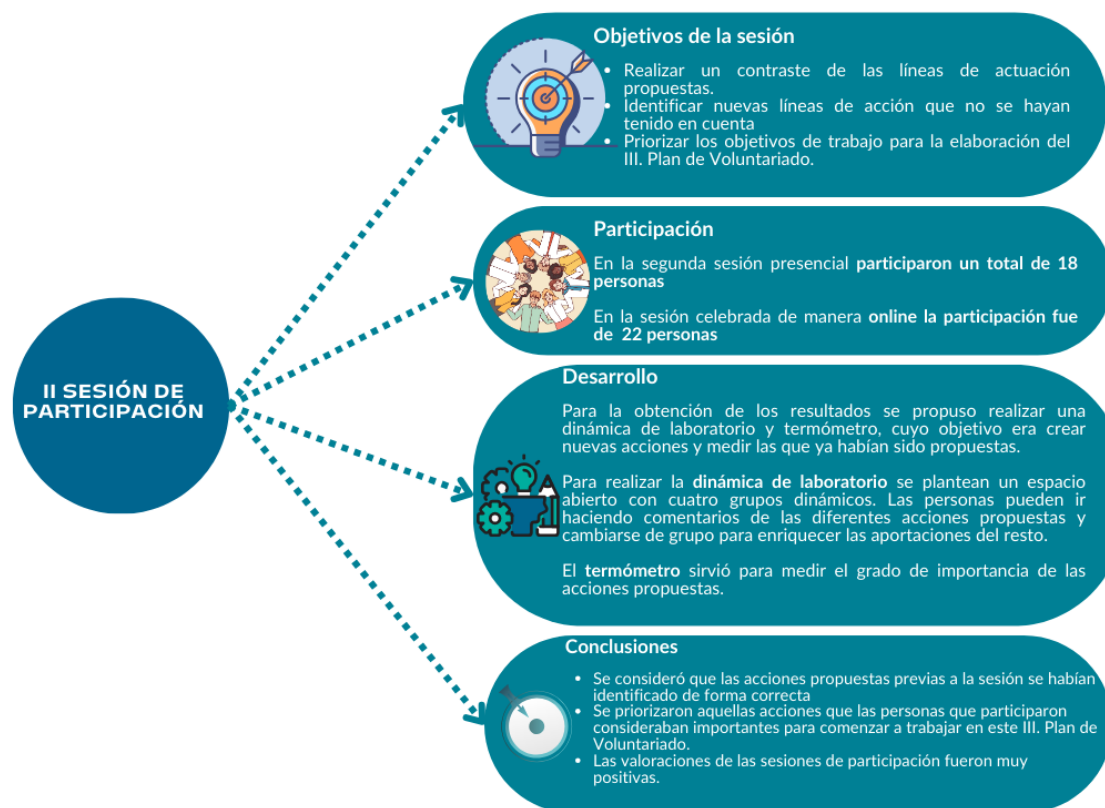 II SESIÓN DE
PARTICIPACIÓN
Objetivos de la sesión
• Realizar un contraste de las líneas de actuación
propuestas.
• Identificar nuevas líneas de acción que no se hayan
tenido en cuenta
• Priorizar los objetivos de trabajo para la elaboración del
III. Plan de Voluntariado.
Participación
En la segunda sesión presencial participaron un total de 18
personas
En la sesión celebrada de manera online la participación fue
de 22 personas
Desarrollo
Para la obtención de los resultados se propuso realizar una
dinámica de laboratorio y termómetro, cuyo objetivo era crear
nuevas acciones y medir las que ya habían sido propuestas.
Para realizar la dinámica de laboratorio se plantean un espacio
abierto con cuatro grupos dinámicos. Las personas pueden ir
haciendo comentarios de las diferentes acciones propuestas y
cambiarse de grupo para enriquecer las aportaciones del resto.
El termómetro sirvió para medir el grado de importancia de las
acciones propuestas.
Conclusiones
• Se consideró que las acciones propuestas previas a la sesión se habían
identificado de forma correcta
• Se priorizaron aquellas acciones que las personas que participaron
consideraban importantes para comenzar a trabajar en este III. Plan de
Voluntariado.
• Las valoraciones de las sesiones de participación fueron muy
positivas.